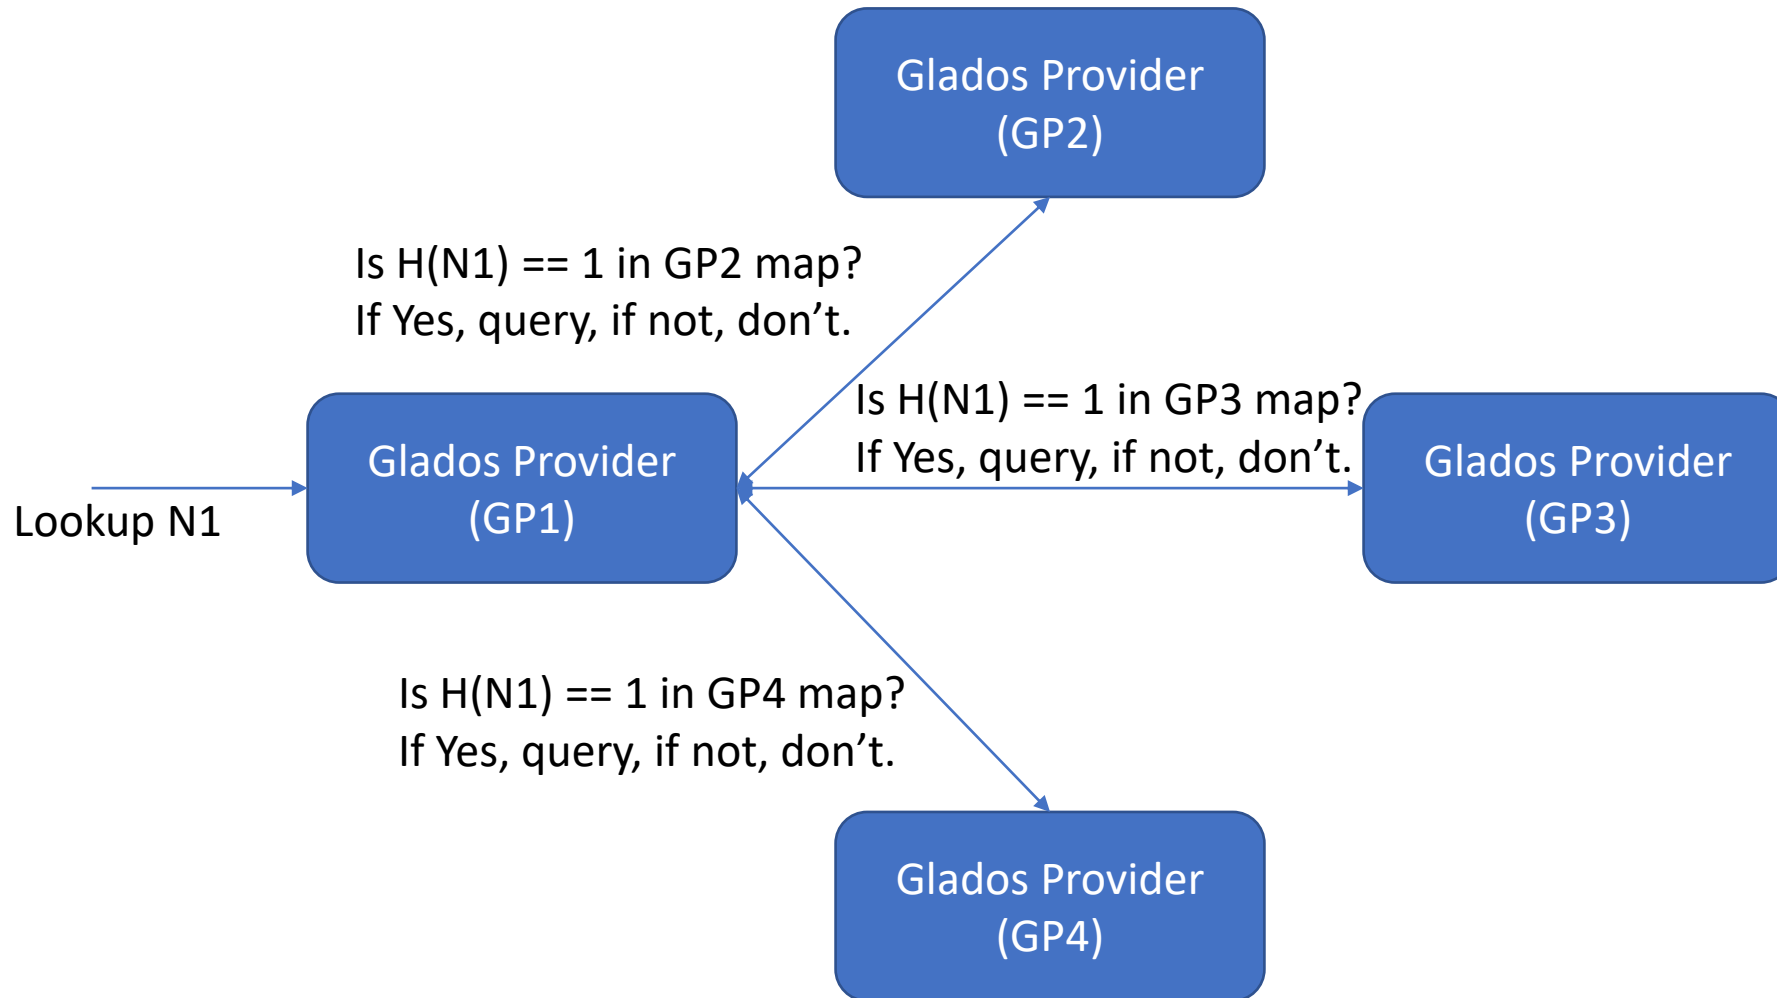 Glados Provider
(GP2)
Is H(N1) == 1 in GP2 map?
If Yes, query, if not, don’t.
Is H(N1) == 1 in GP3 map?
If Yes, query, if not, don’t.
Glados Provider
(GP1)
Glados Provider
(GP3)
Lookup N1
Is H(N1) == 1 in GP4 map?
If Yes, query, if not, don’t.
Glados Provider
(GP4)